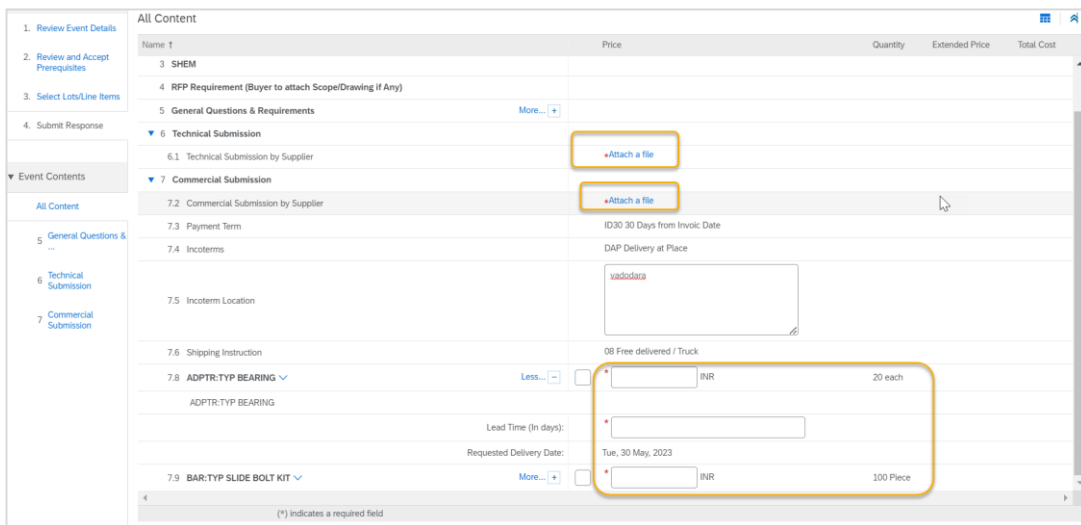 1. Review Event Details
2. Review and Accept
Prerequisites
3. Select Lots/Line Items
4. Submit Response
▼ Event Contents
All Content
5 General Questions &
...
6 Technical
Submission
7 Commercial
Submission
All Content
Name ↑ Price Quantity Extended Price Total Cost
3 SHEM
4 RFP Requirement (Buyer to attach Scope/Drawing if Any)
5 General Questions & Requirements More... +
▼ 6 Technical Submission
6.1 Technical Submission by Supplier *Attach a file
▼ 7 Commercial Submission
7.2 Commercial Submission by Supplier *Attach a file
7.3 Payment Term ID30 30 Days from Invoic Date
7.4 Incoterms DAP Delivery at Place
7.5 Incoterm Location vadodara
7.6 Shipping Instruction 08 Free delivered / Truck
7.8 ADPTR:TYP BEARING Less... − * INR 20 each
ADPTR:TYP BEARING
Lead Time (In days): *
Requested Delivery Date: Tue, 30 May, 2023
7.9 BAR:TYP SLIDE BOLT KIT More... + * INR 100 Piece
(*) indicates a required field